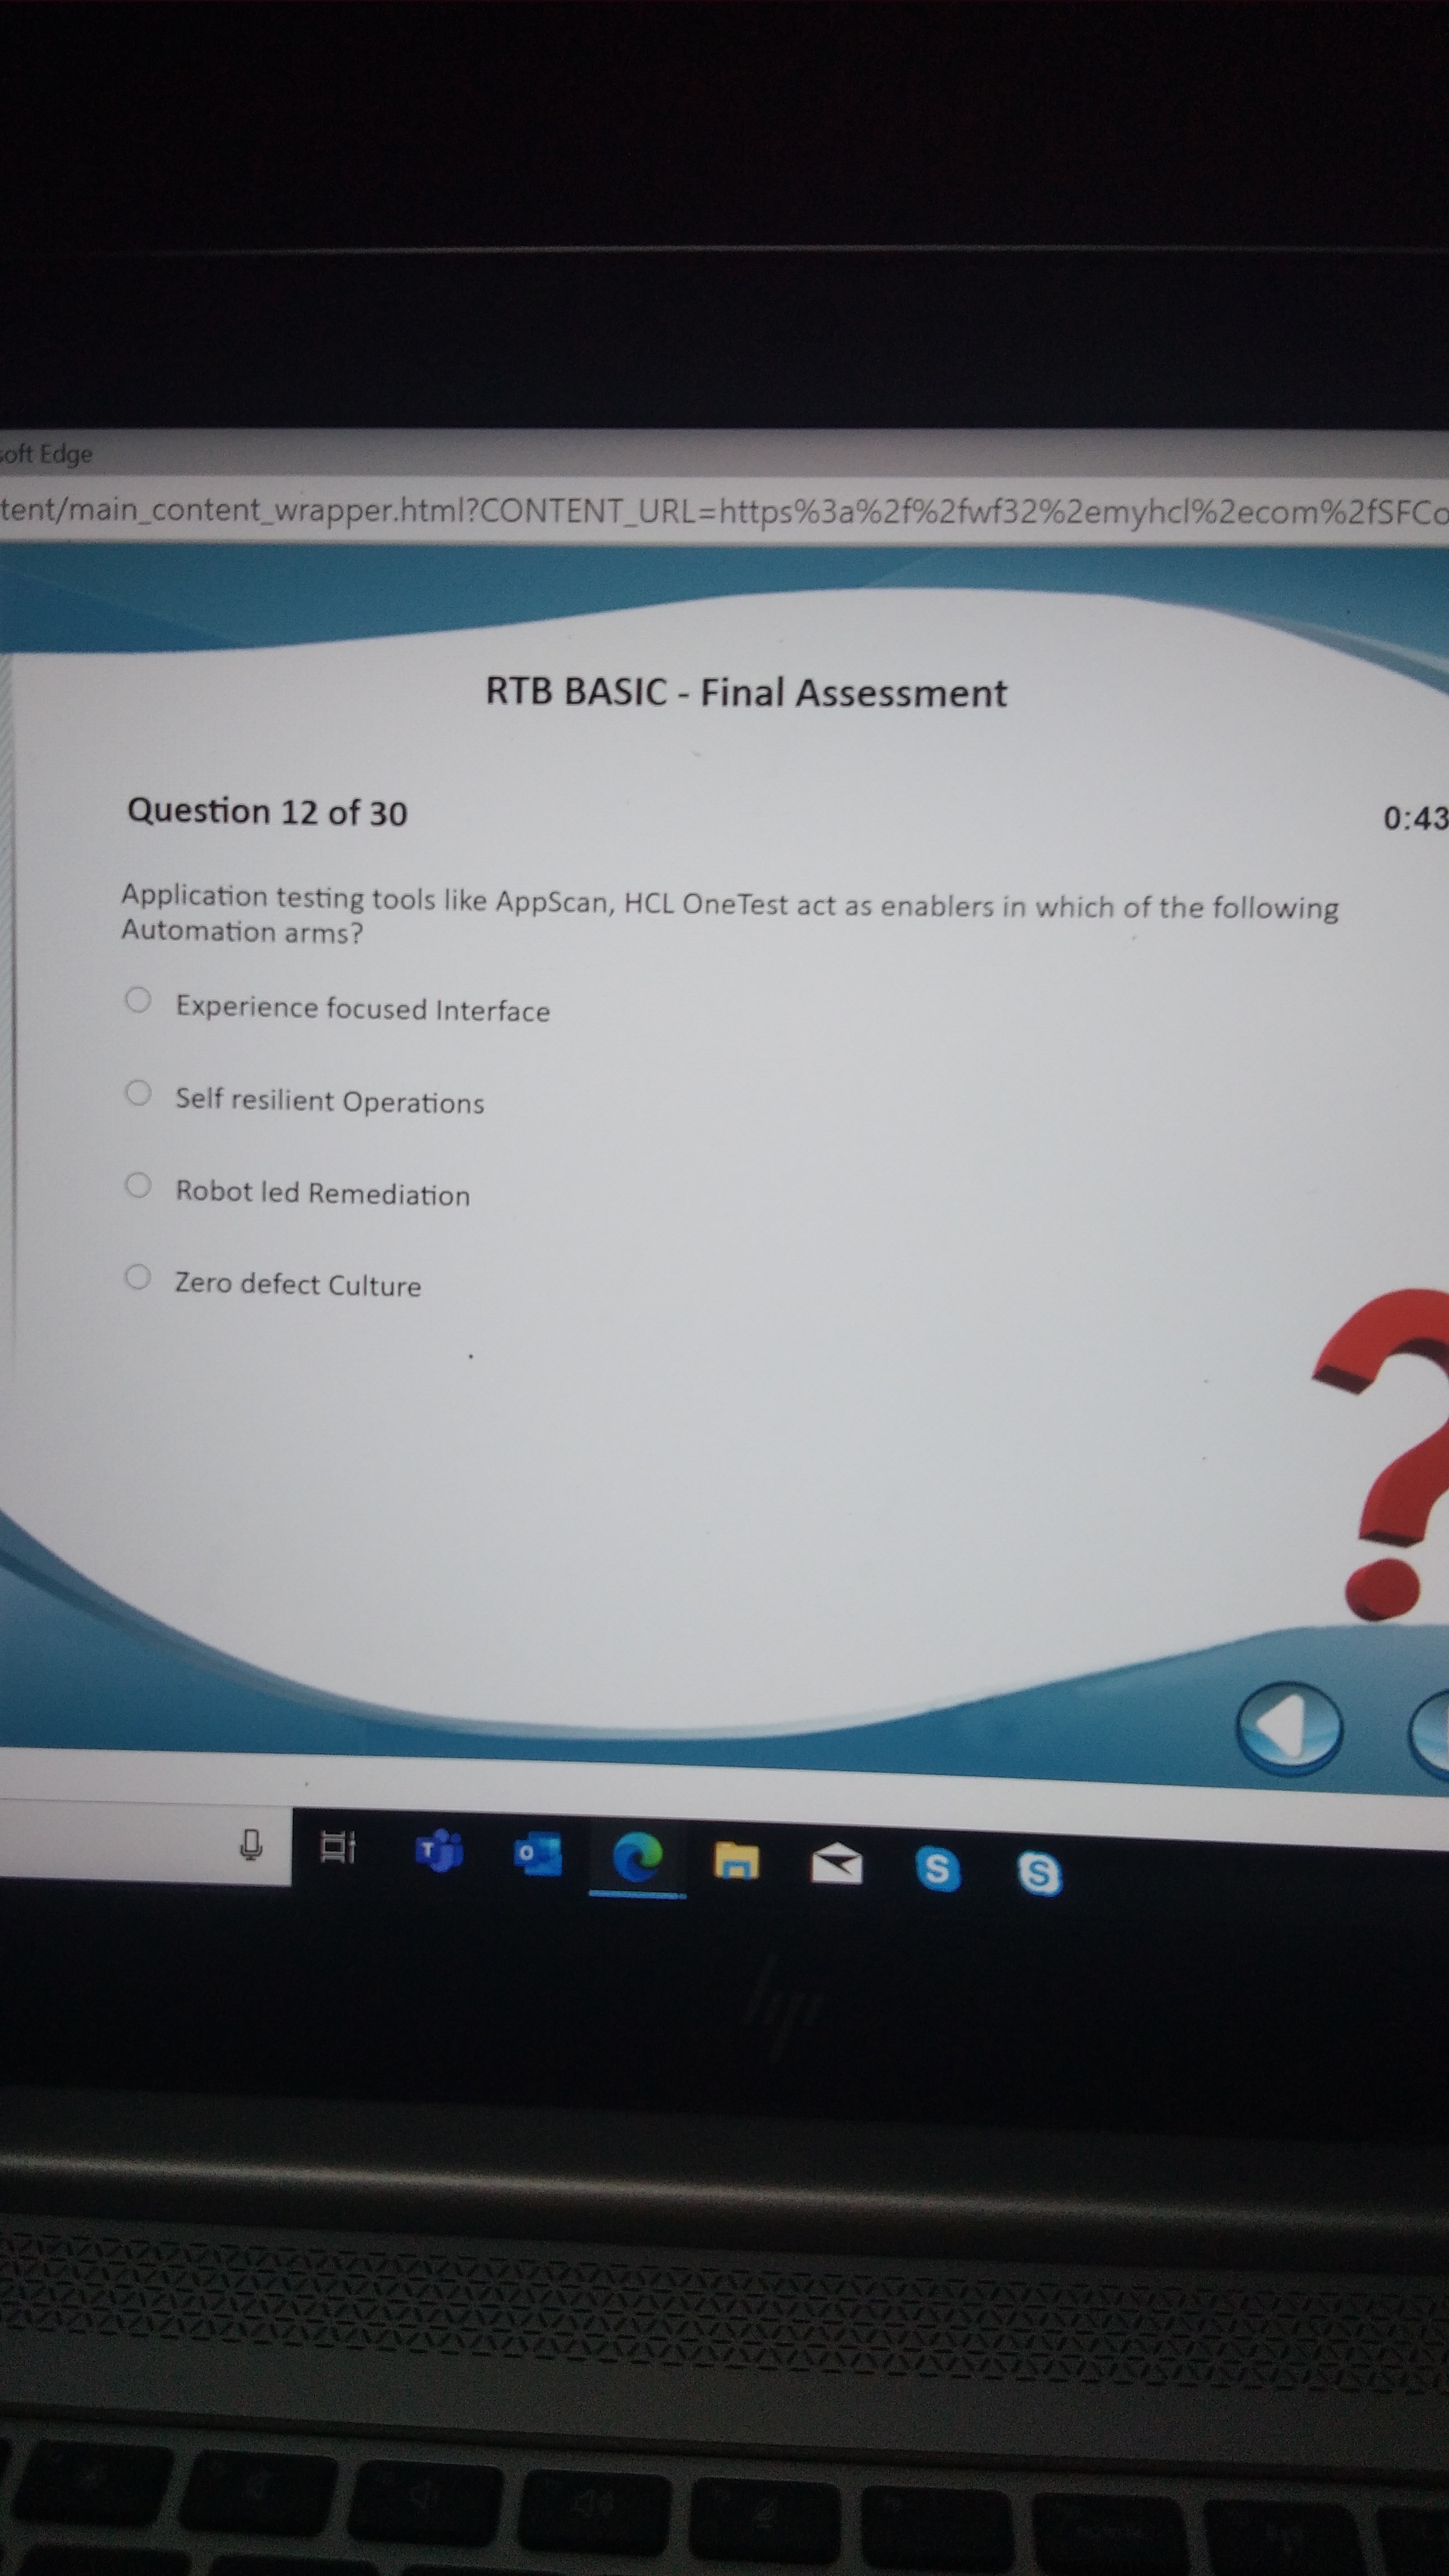 soft Edge
tent/main_content_wrapper.html?CONTENT_URL=https%3a%2f%2fwf32%2emyhcl%2ecom%2fSFCo
RTB BASIC - Final Assessment
Question 12 of 30
0:43
Application testing tools like AppScan, HCL OneTest act as enablers in which of the following
Automation arms?
Experience focused Interface
Self resilient Operations
Robot led Remediation
Zero defect Culture
?
hp